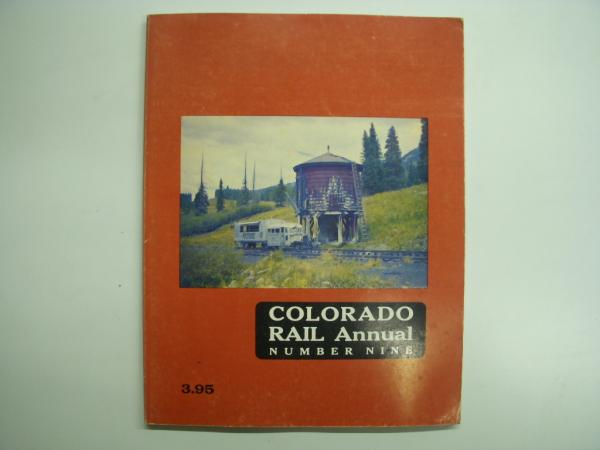 COLORADO
RAIL Annual
NUMBER NINE
3.95